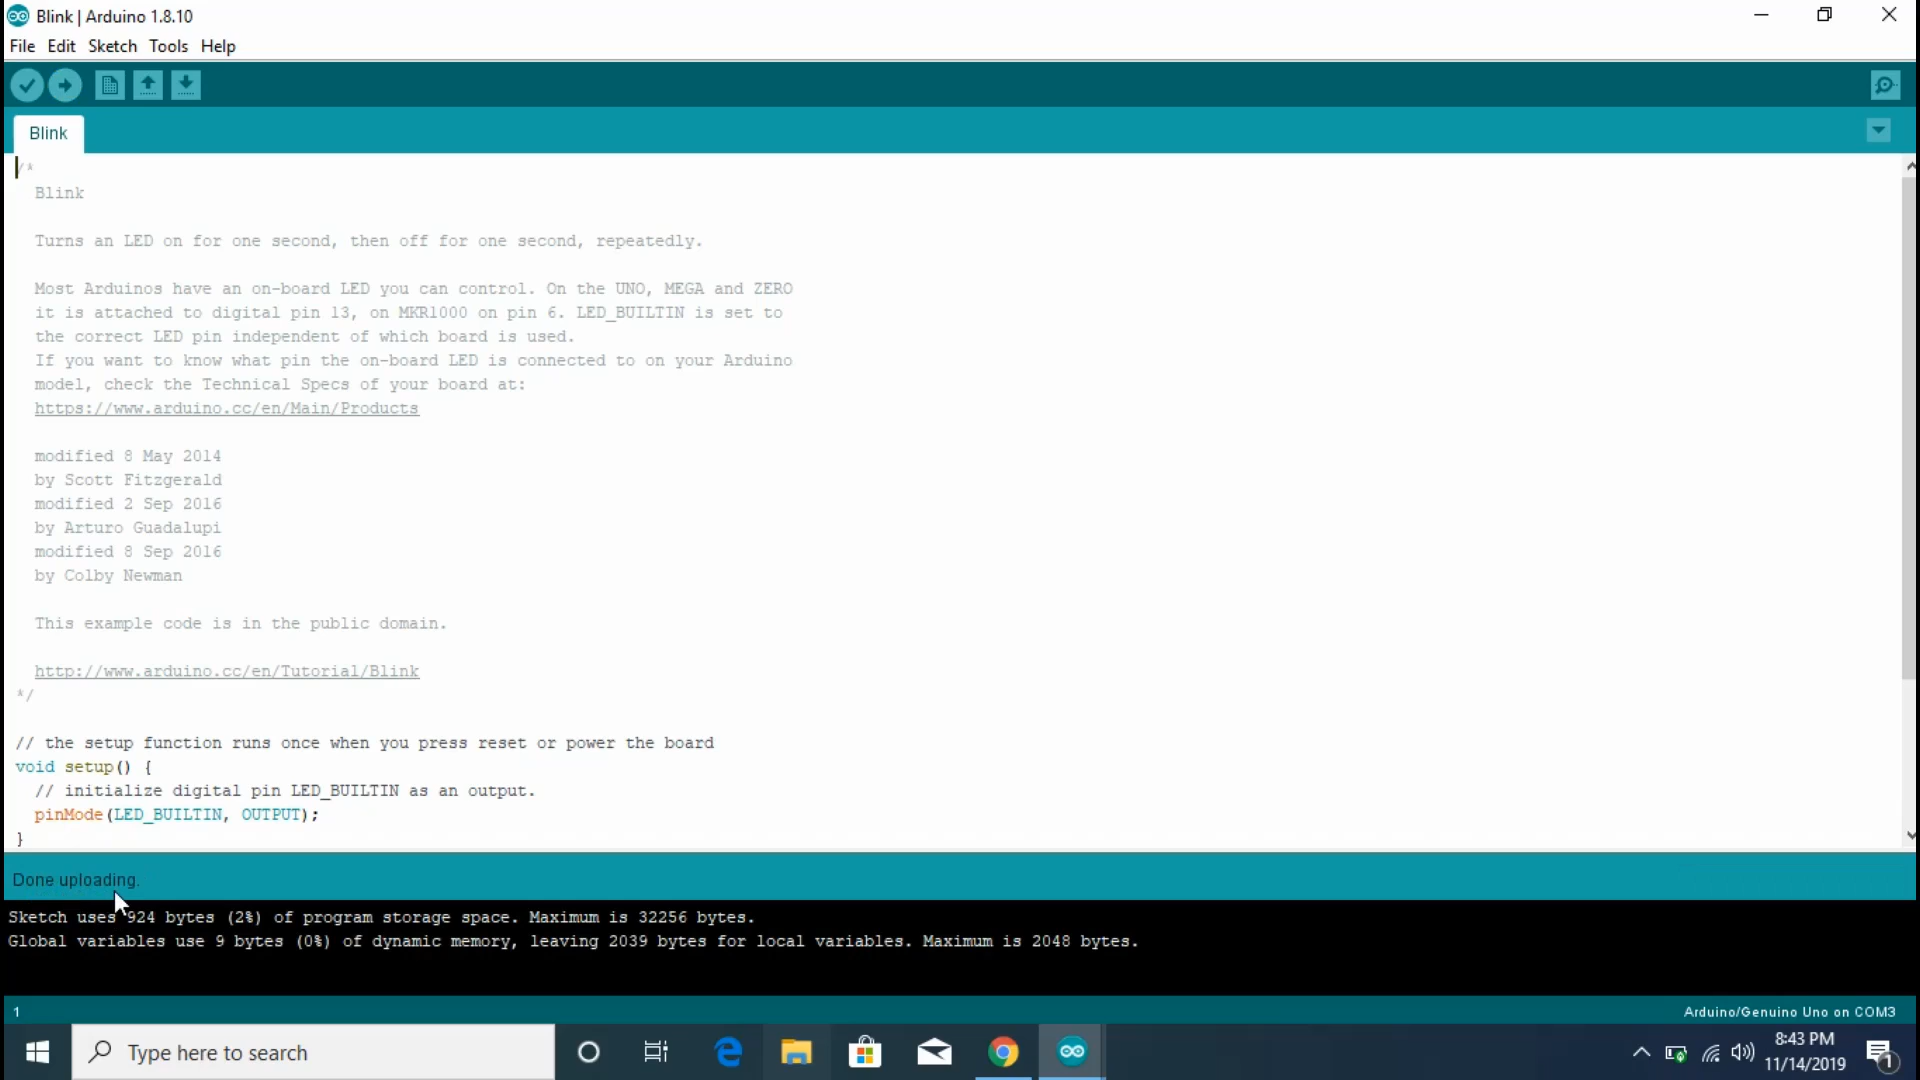 Blink | Arduino 1.8.10
File Edit Sketch Tools Help
Blink
/*
Blink
Turns an LED on for one second, then off for one second, repeatedly.
Most Arduinos have an on-board LED you can control. On the UNO, MEGA and ZERO
it is attached to digital pin 13, on MKR1000 on pin 6. LED_BUILTIN is set to
the correct LED pin independent of which board is used.
If you want to know what pin the on-board LED is connected to on your Arduino
model, check the Technical Specs of your board at:
https://www.arduino.cc/en/Main/Products
modified 8 May 2014
by Scott Fitzgerald
modified 2 Sep 2016
by Arturo Guadalupi
modified 8 Sep 2016
by Colby Newman
This example code is in the public domain.
http://www.arduino.cc/en/Tutorial/Blink
*/
// the setup function runs once when you press reset or power the board
void setup() {
// initialize digital pin LED_BUILTIN as an output.
pinMode(LED_BUILTIN, OUTPUT);
}
Done uploading.
Sketch uses 924 bytes (2%) of program storage space. Maximum is 32256 bytes.
Global variables use 9 bytes (0%) of dynamic memory, leaving 2039 bytes for local variables. Maximum is 2048 bytes.
1
Arduino/Genuino Uno on COM3
Type here to search
8:43 PM
11/14/2019
1